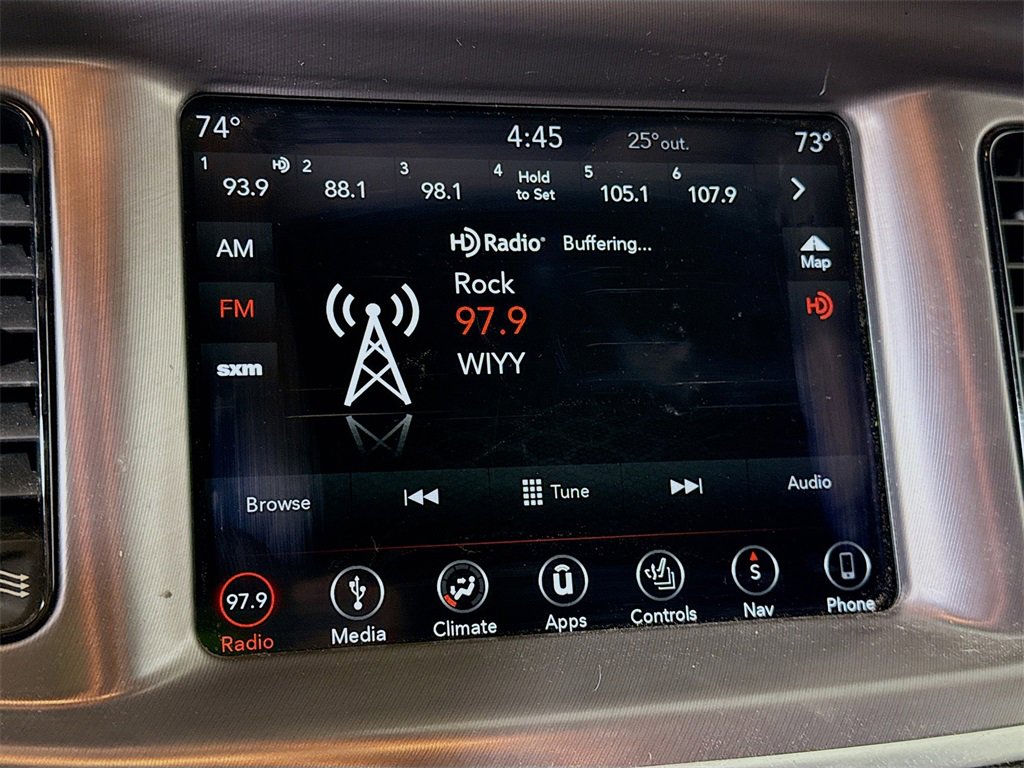 74° 4:45 25° out. 73°
1 93.9 HD 2 88.1 3 98.1 4 Hold to Set 5 105.1 6 107.9
AM
HD Radio® Buffering...
Map
Rock
FM
97.9
HD
WIYY
sxm
Browse Tune Audio
97.9 S
Radio Media Climate Apps Controls Nav Phone